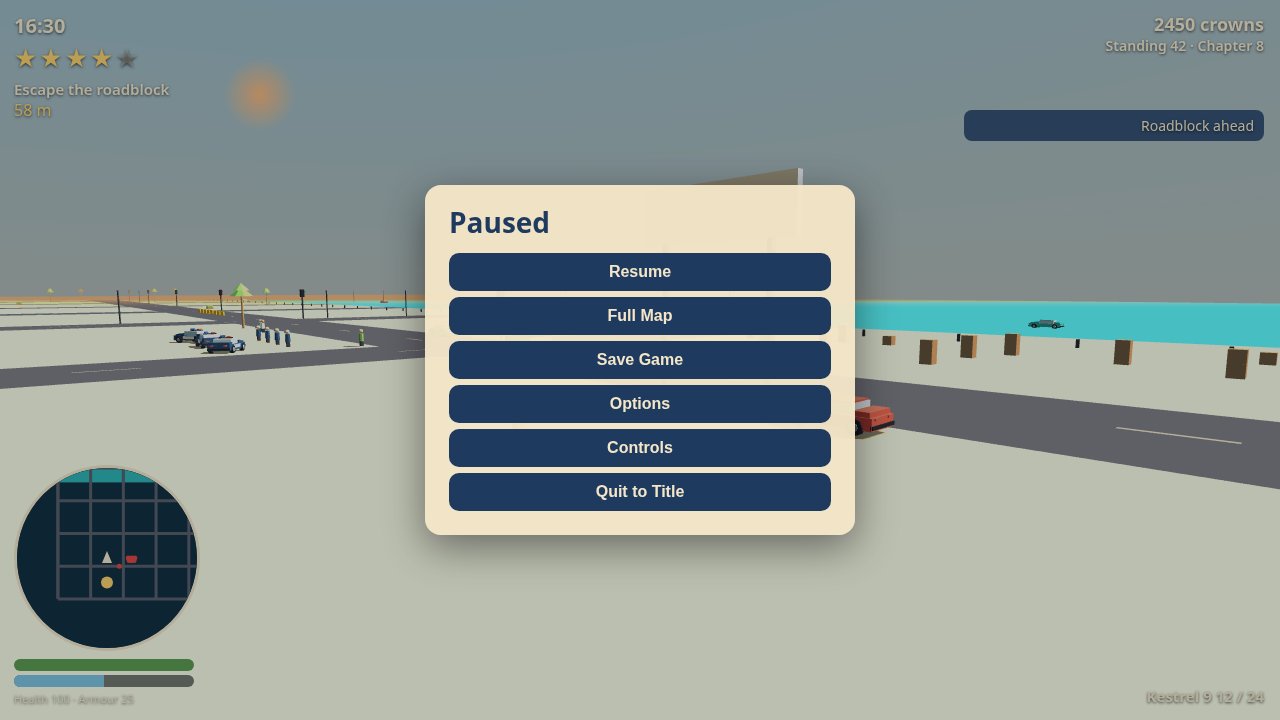 16:30
Escape the roadblock
58 m
2450 crowns
Standing 42 · Chapter 8
Roadblock ahead
Paused
Resume
Full Map
Save Game
Options
Controls
Quit to Title
Health 100 · Armour 25
Kestrel 9 12 / 24